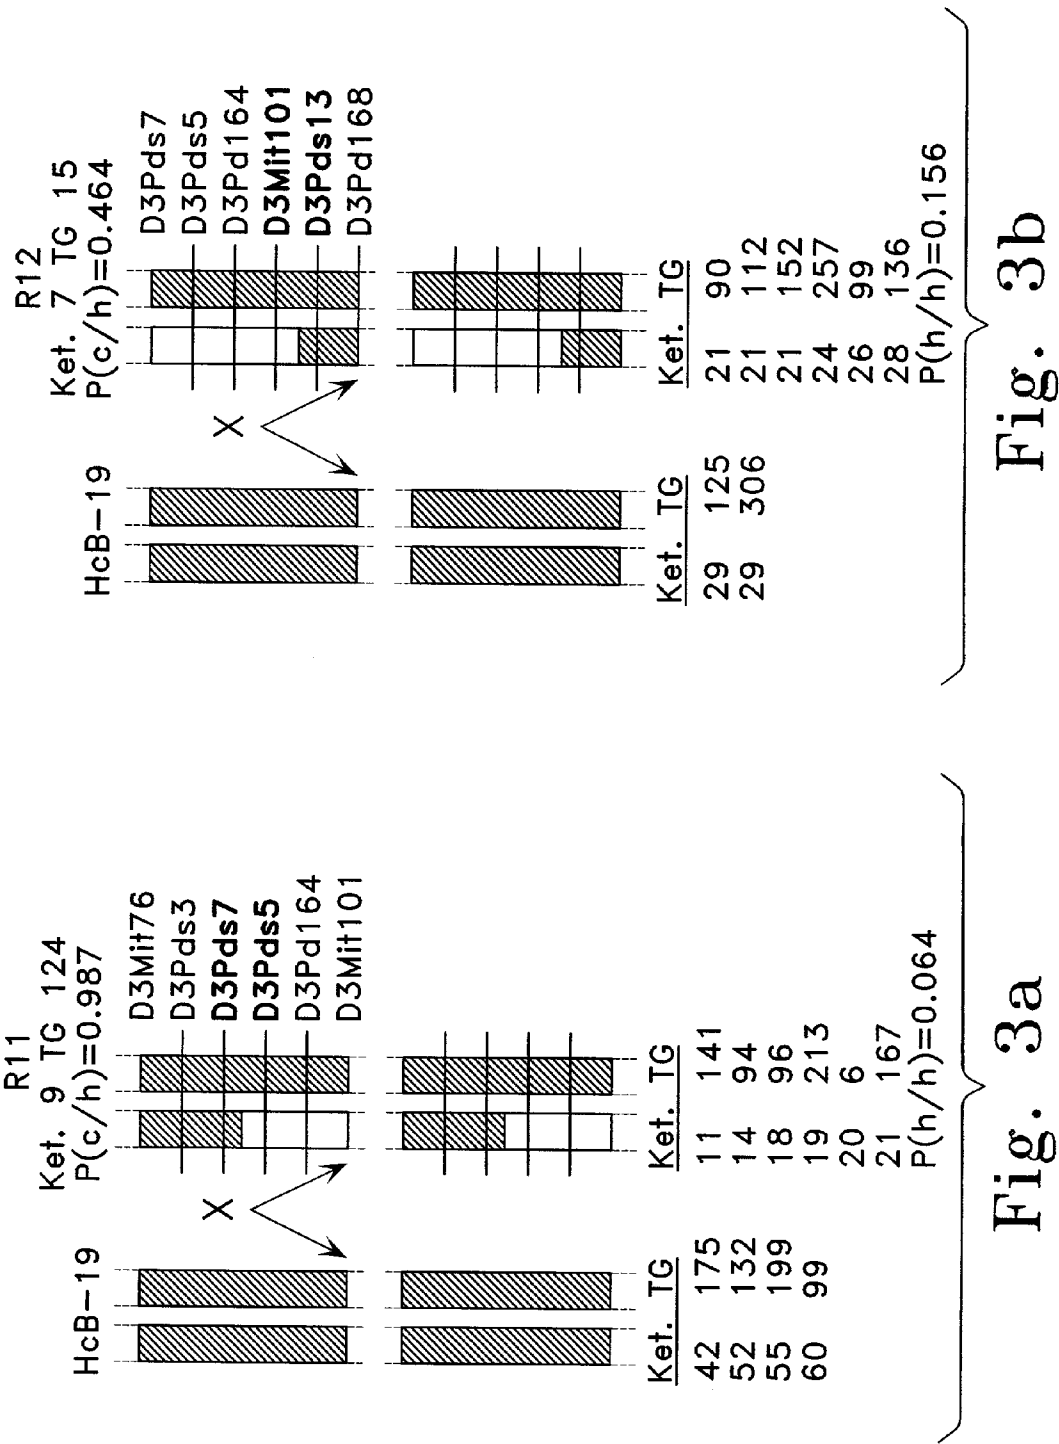 R11
Ket. 9 TG 124
P(c/h)=0.987
HcB-19
D3Mit76
D3Pds3
D3Pds7
D3Pds5
D3Pd164
D3Mit101
X
Ket. TG
42 175
52 132
55 199
60 99
Ket. TG
11 141
14 94
18 96
19 213
20 6
21 167
P(h/h)=0.064
Fig. 3a
R12
Ket. 7 TG 15
P(c/h)=0.464
HcB-19
D3Pds7
D3Pds5
D3Pd164
D3Mit101
D3Pds13
D3Pd168
X
Ket. TG
29 125
29 306
Ket. TG
21 90
21 112
21 152
24 257
26 99
28 136
P(h/h)=0.156
Fig. 3b